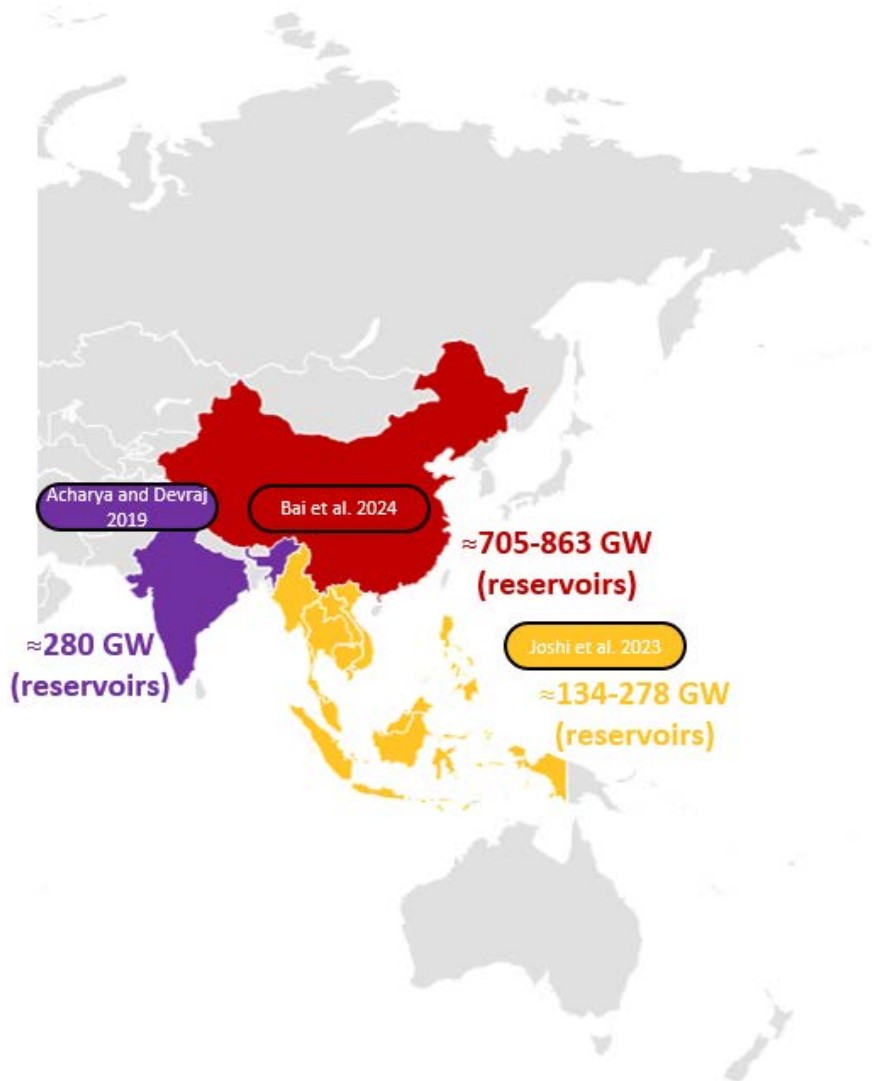 Acharya and Devraj
2019
Bai et al. 2024
≈705-863 GW
(reservoirs)
≈280 GW
(reservoirs)
Joshi et al. 2023
≈134-278 GW
(reservoirs)